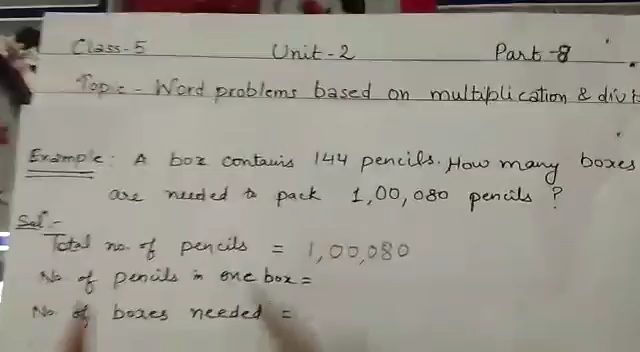 Class-5 Unit-2 Part-8
Topic - Word problems based on multiplication &
Example: A box contains 144 pencils. How many boxes
are needed to pack 1,00,080 pencils ?
Sol:-
Total no. of pencils = 1,00,080
No of pencils in one box =
No of boxes needed =